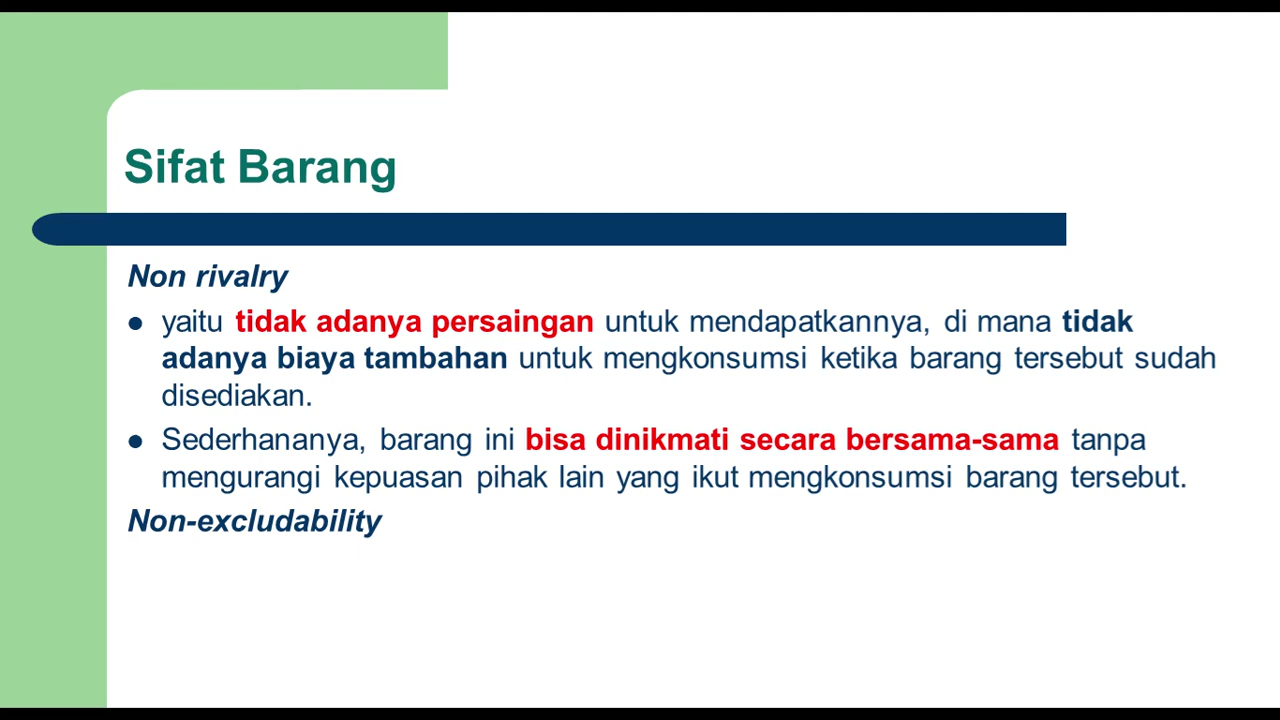 Sifat Barang
Non rivalry
● yaitu tidak adanya persaingan untuk mendapatkannya, di mana tidak
adanya biaya tambahan untuk mengkonsumsi ketika barang tersebut sudah
disediakan.
● Sederhananya, barang ini bisa dinikmati secara bersama-sama tanpa
mengurangi kepuasan pihak lain yang ikut mengkonsumsi barang tersebut.
Non-excludability